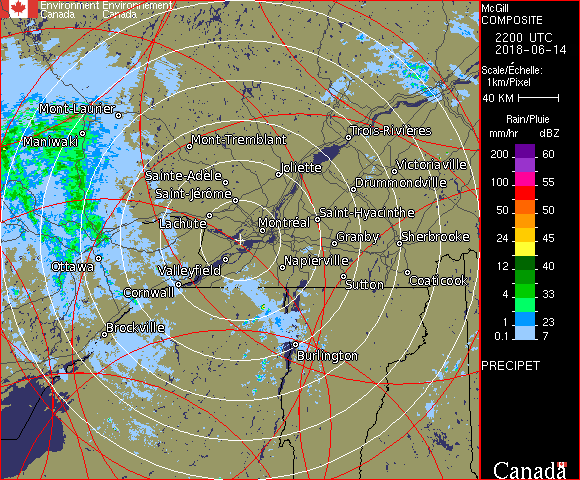 Environment Environnement
Canada Canada
McGill
COMPOSITE
2200 UTC
2018-06-14
Scale/Échelle:
1km/Pixel
40 KM
Rain/Pluie
mm/hr dBZ
200 60
100 55
50 50
24 45
12 40
4 33
1 23
0.1 7
PRECIPET
Canada
Mont-Laurier
Maniwaki
Mont-Tremblant
Trois-Rivières
Sainte-Adèle
Joliette
Victoriaville
Saint-Jérôme
Drummondville
Lachute
Montréal
Saint-Hyacinthe
Granby
Sherbrooke
Ottawa
Valleyfield
Napierville
Cornwall
Sutton
Coaticook
Brockville
Burlington